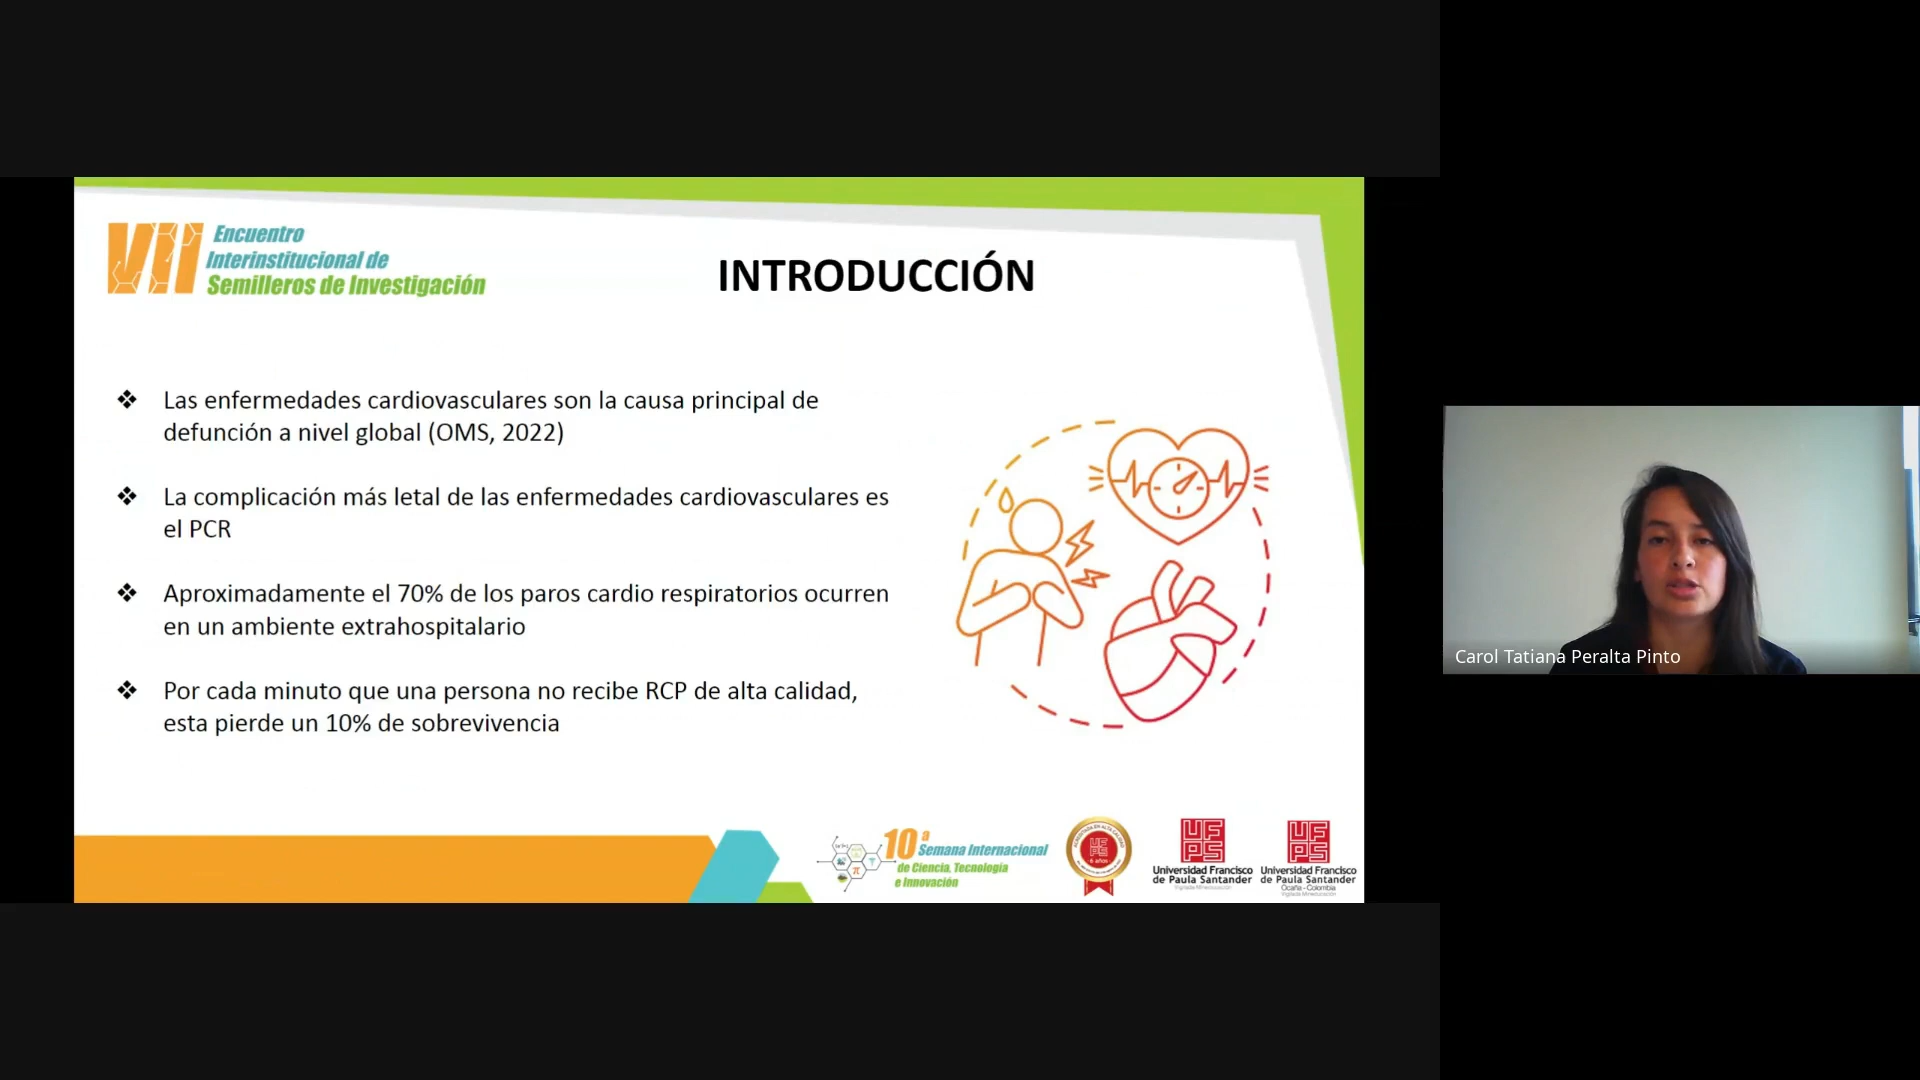 VII
Encuentro
Interinstitucional de
Semilleros de Investigación
INTRODUCCIÓN
Las enfermedades cardiovasculares son la causa principal de
defunción a nivel global (OMS, 2022)
La complicación más letal de las enfermedades cardiovasculares es
el PCR
Aproximadamente el 70% de los paros cardio respiratorios ocurren
en un ambiente extrahospitalario
Por cada minuto que una persona no recibe RCP de alta calidad,
esta pierde un 10% de sobrevivencia
Carol Tatiana Peralta Pinto
10ª
Semana Internacional
de Ciencia, Tecnología
e Innovación
UFPS
Universidad Francisco
de Paula Santander
Vigilada Mineducación
UFPS
Universidad Francisco
de Paula Santander
Ocaña - Colombia
Vigilada Mineducación